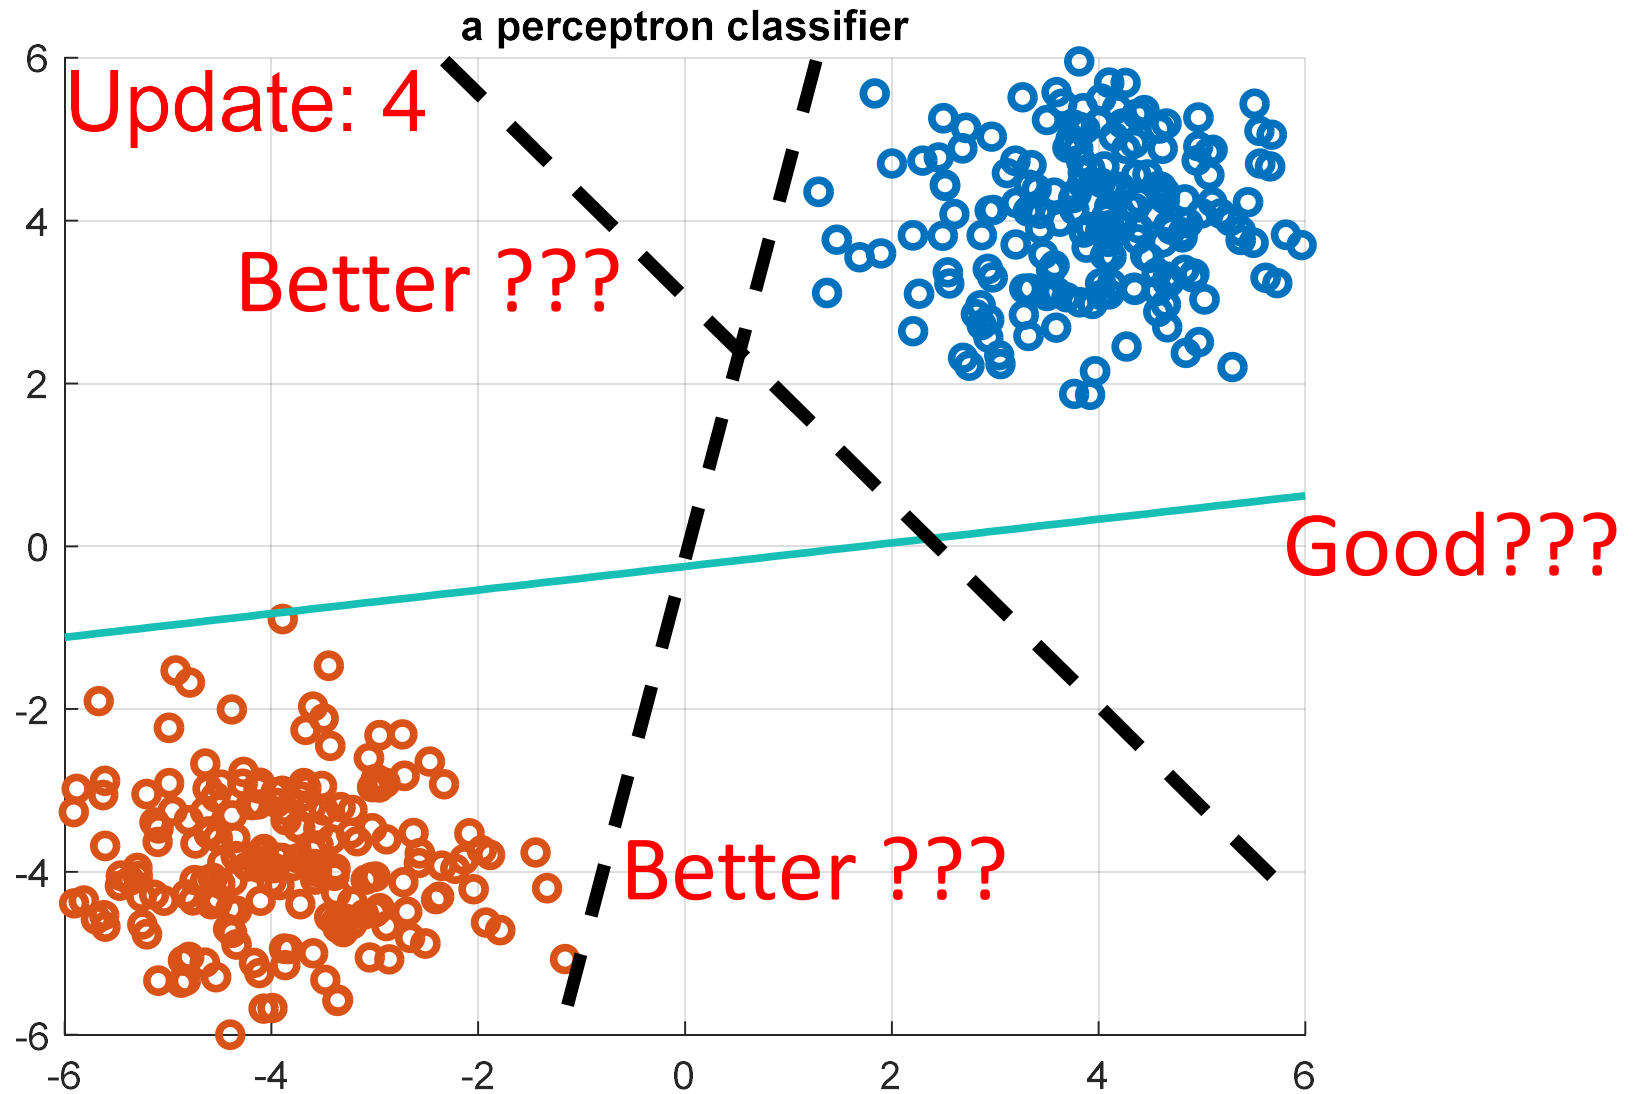 a perceptron classifier
6
Update: 4
4
Better ???
2
0
Good???
-2
-4
Better ???
-6
-6 -4 -2 0 2 4 6